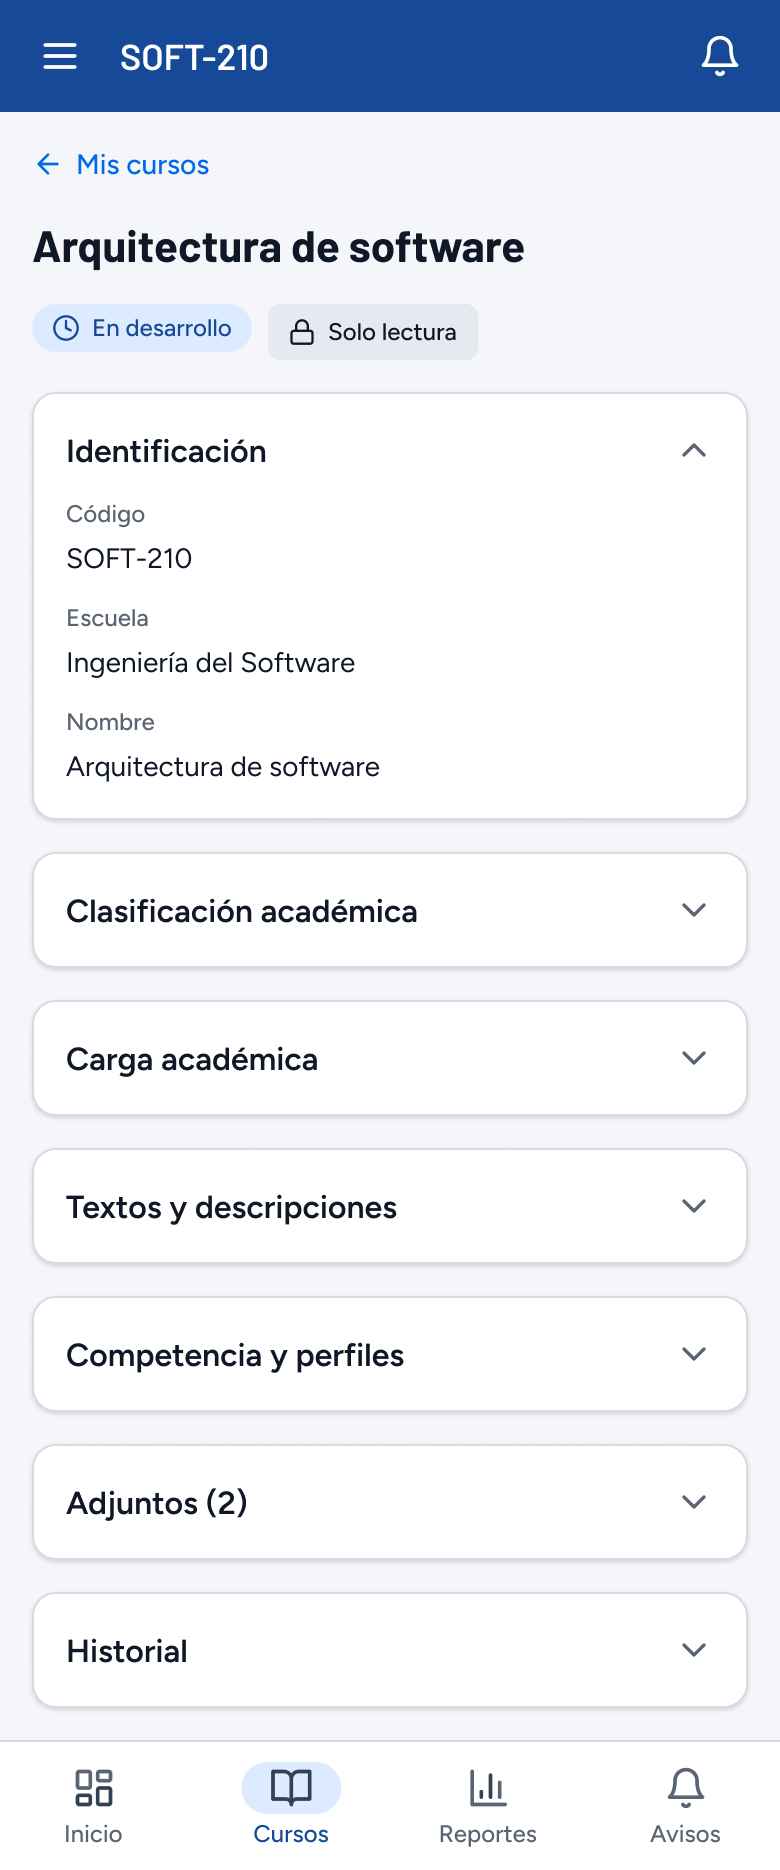 SOFT-210
Mis cursos
Arquitectura de software
En desarrollo
Solo lectura
Identificación
Código
SOFT-210
Escuela
Ingeniería del Software
Nombre
Arquitectura de software
Clasificación académica
Carga académica
Textos y descripciones
Competencia y perfiles
Adjuntos (2)
Historial
Inicio
Cursos
Reportes
Avisos